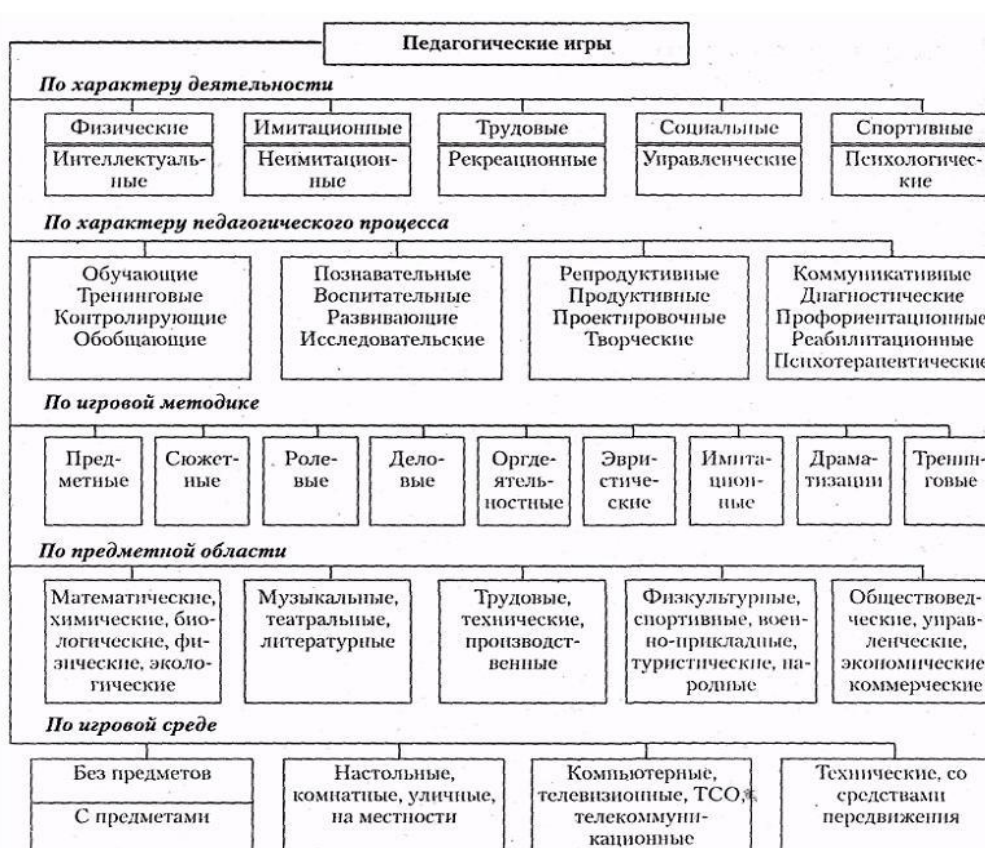 Педагогические игры
По характеру деятельности
Физические
Имитационные
Трудовые
Социальные
Спортивные
Интеллектуаль-
ные
Неимитацион-
ные
Рекреационные
Управленческие
Психологичес-
кие
По характеру педагогического процесса
Обучающие
Тренинговые
Контролирующие
Обобщающие
Познавательные
Воспитательные
Развивающие
Исследовательские
Репродуктивные
Продуктивные
Проектировочные
Творческие
Коммуникативные
Диагностические
Профориентационные
Реабилитационные
Психотерапевтические
По игровой методике
Пред-
метные
Сюжет-
ные
Роле-
вые
Дело-
вые
Оргде-
ятель-
ностные
Эври-
стиче-
ские
Имита-
цион-
ные
Драма-
тизации
Тренин-
говые
По предметной области
Математические,
химические, био-
логические, фи-
зические, эколо-
гические
Музыкальные,
театральные,
литературные
Трудовые,
технические,
производст-
венные
Физкультурные,
спортивные, воен-
но-прикладные,
туристические, на-
родные
Обществовед-
ческие, управ-
ленческие,
экономические
коммерческие
По игровой среде
Без предметов
С предметами
Настольные,
комнатные, уличные,
на местности
Компьютерные,
телевизионные, ТСО,
телекоммуни-
кационные
Технические, со
средствами
передвижения